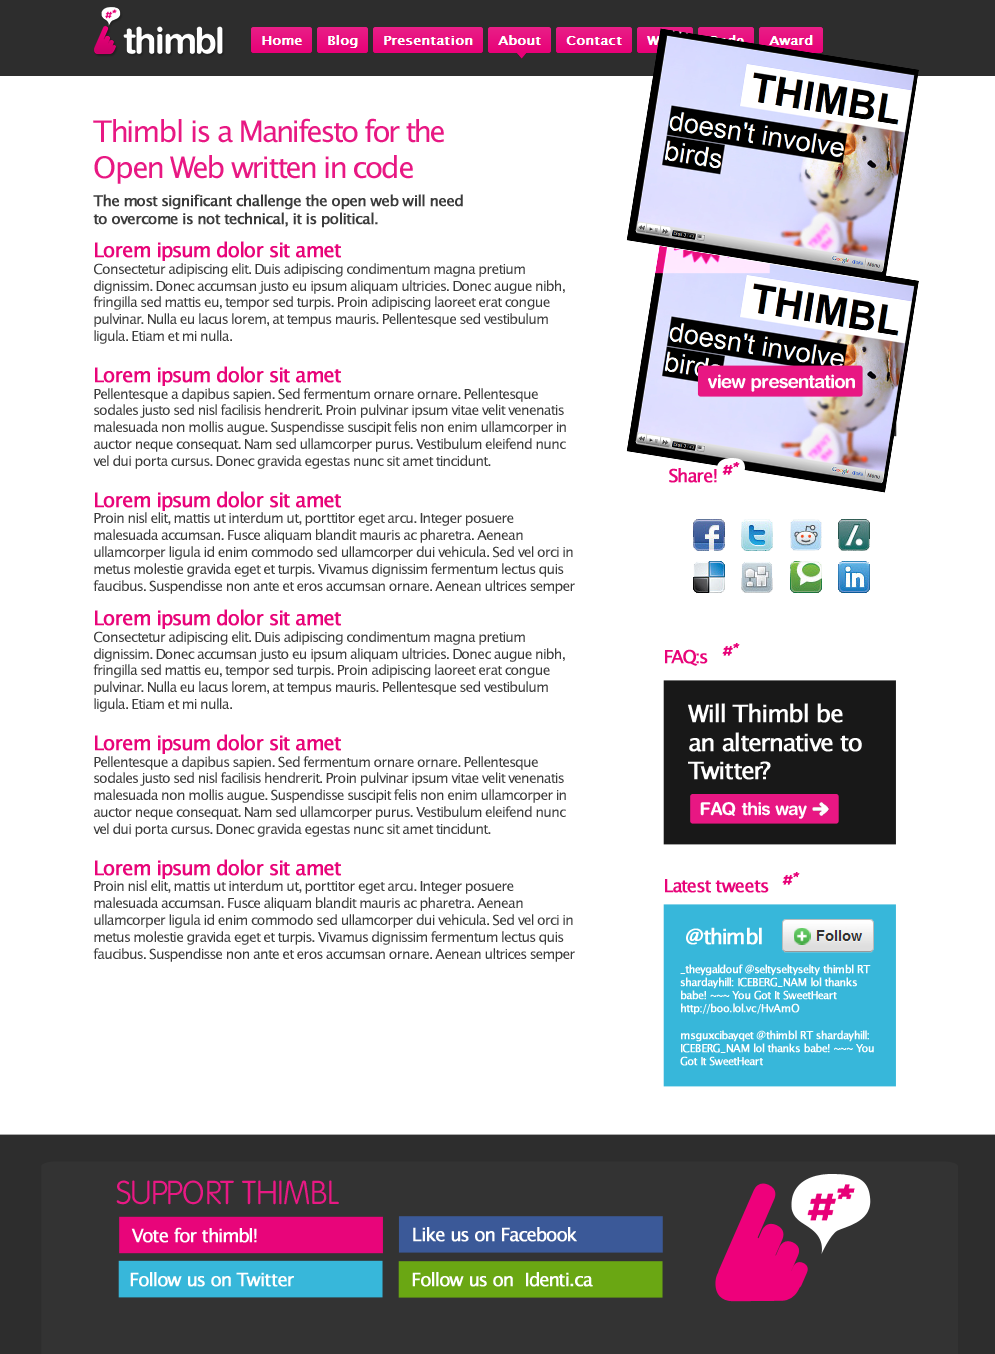 #*
thimbl
Home Blog Presentation About Contact Award
THIMBL
doesn't involve
birds
Thimbl is a Manifesto for the
Open Web written in code
The most significant challenge the open web will need
to overcome is not technical, it is political.
Lorem ipsum dolor sit amet
Consectetur adipiscing elit. Duis adipiscing condimentum magna pretium
dignissim. Donec accumsan justo eu ipsum aliquam ultricies. Donec augue nibh,
fringilla sed mattis eu, tempor sed turpis. Proin adipiscing laoreet erat congue
pulvinar. Nulla eu lacus lorem, at tempus mauris. Pellentesque sed vestibulum
ligula. Etiam et mi nulla.
Lorem ipsum dolor sit amet
Pellentesque a dapibus sapien. Sed fermentum ornare ornare. Pellentesque
sodales justo sed nisl facilisis hendrerit. Proin pulvinar ipsum vitae velit venenatis
malesuada non mollis augue. Suspendisse suscipit felis non enim ullamcorper in
auctor neque consequat. Nam sed ullamcorper purus. Vestibulum eleifend nunc
vel dui porta cursus. Donec gravida egestas nunc sit amet tincidunt.
Lorem ipsum dolor sit amet
Proin nisl elit, mattis ut interdum ut, porttitor eget arcu. Integer posuere
malesuada accumsan. Fusce aliquam blandit mauris ac pharetra. Aenean
ullamcorper ligula id enim commodo sed ullamcorper dui vehicula. Sed vel orci in
metus molestie gravida eget et turpis. Vivamus dignissim fermentum lectus quis
faucibus. Suspendisse non ante et eros accumsan ornare. Aenean ultrices semper
Lorem ipsum dolor sit amet
Consectetur adipiscing elit. Duis adipiscing condimentum magna pretium
dignissim. Donec accumsan justo eu ipsum aliquam ultricies. Donec augue nibh,
fringilla sed mattis eu, tempor sed turpis. Proin adipiscing laoreet erat congue
pulvinar. Nulla eu lacus lorem, at tempus mauris. Pellentesque sed vestibulum
ligula. Etiam et mi nulla.
Lorem ipsum dolor sit amet
Pellentesque a dapibus sapien. Sed fermentum ornare ornare. Pellentesque
sodales justo sed nisl facilisis hendrerit. Proin pulvinar ipsum vitae velit venenatis
malesuada non mollis augue. Suspendisse suscipit felis non enim ullamcorper in
auctor neque consequat. Nam sed ullamcorper purus. Vestibulum eleifend nunc
vel dui porta cursus. Donec gravida egestas nunc sit amet tincidunt.
Lorem ipsum dolor sit amet
Proin nisl elit, mattis ut interdum ut, porttitor eget arcu. Integer posuere
malesuada accumsan. Fusce aliquam blandit mauris ac pharetra. Aenean
ullamcorper ligula id enim commodo sed ullamcorper dui vehicula. Sed vel orci in
metus molestie gravida eget et turpis. Vivamus dignissim fermentum lectus quis
faucibus. Suspendisse non ante et eros accumsan ornare. Aenean ultrices semper
Google docs Menu
THIMBL
doesn't involve
view presentation
Google docs Menu
Share! #*
FAQ:s #*
Will Thimbl be
an alternative to
Twitter?
FAQ this way →
Latest tweets #*
@thimbl Follow
_theygaldouf @seltyseltyselty thimbl RT
shardayhill: ICEBERG_NAM lol thanks
babe! ~~~ You Got It SweetHeart
http://boo.lol.vc/HvAmO
msguxcibayqet @thimbl RT shardayhill:
ICEBERG_NAM lol thanks babe! ~~~ You
Got It SweetHeart
SUPPORT THIMBL
Vote for thimbl! Like us on Facebook
Follow us on Twitter Follow us on Identi.ca
#*